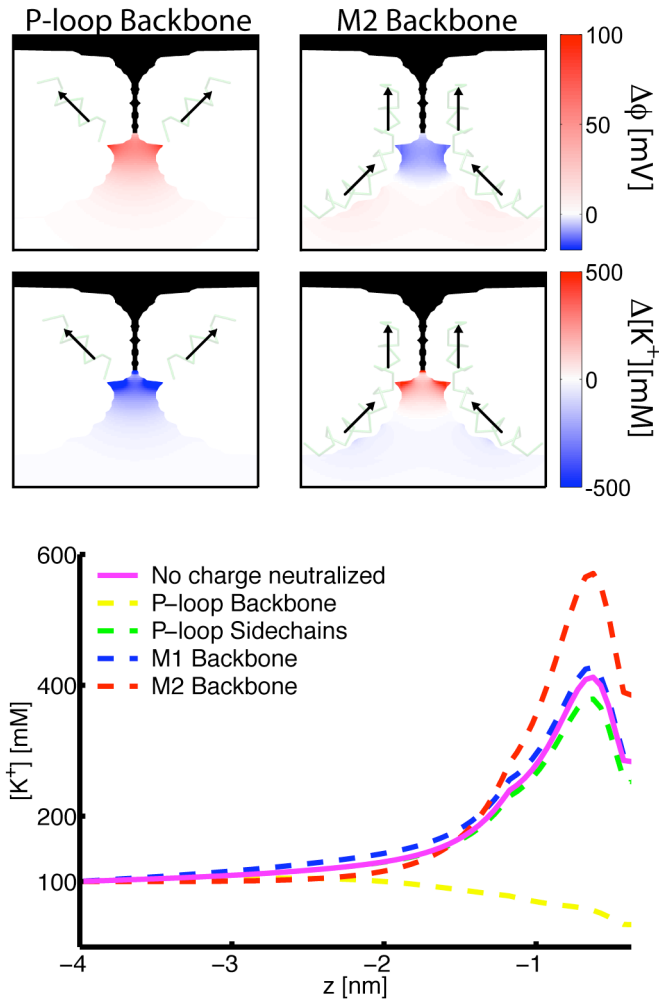 P-loop Backbone
M2 Backbone
100
50
0
Δϕ [mV]
500
0
-500
Δ[K+][mM]
600
400
200
100
[K+] [mM]
No charge neutralized
P-loop Backbone
P-loop Sidechains
M1 Backbone
M2 Backbone
-4
-3
-2
-1
z [nm]